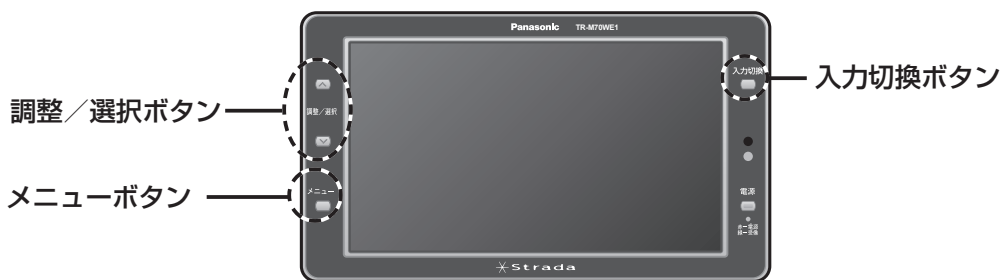 Panasonic TR-M70WE1
入力切換
入力切換ボタン
調整／選択ボタン
調整／選択
メニューボタン
メニュー
電源
Strada